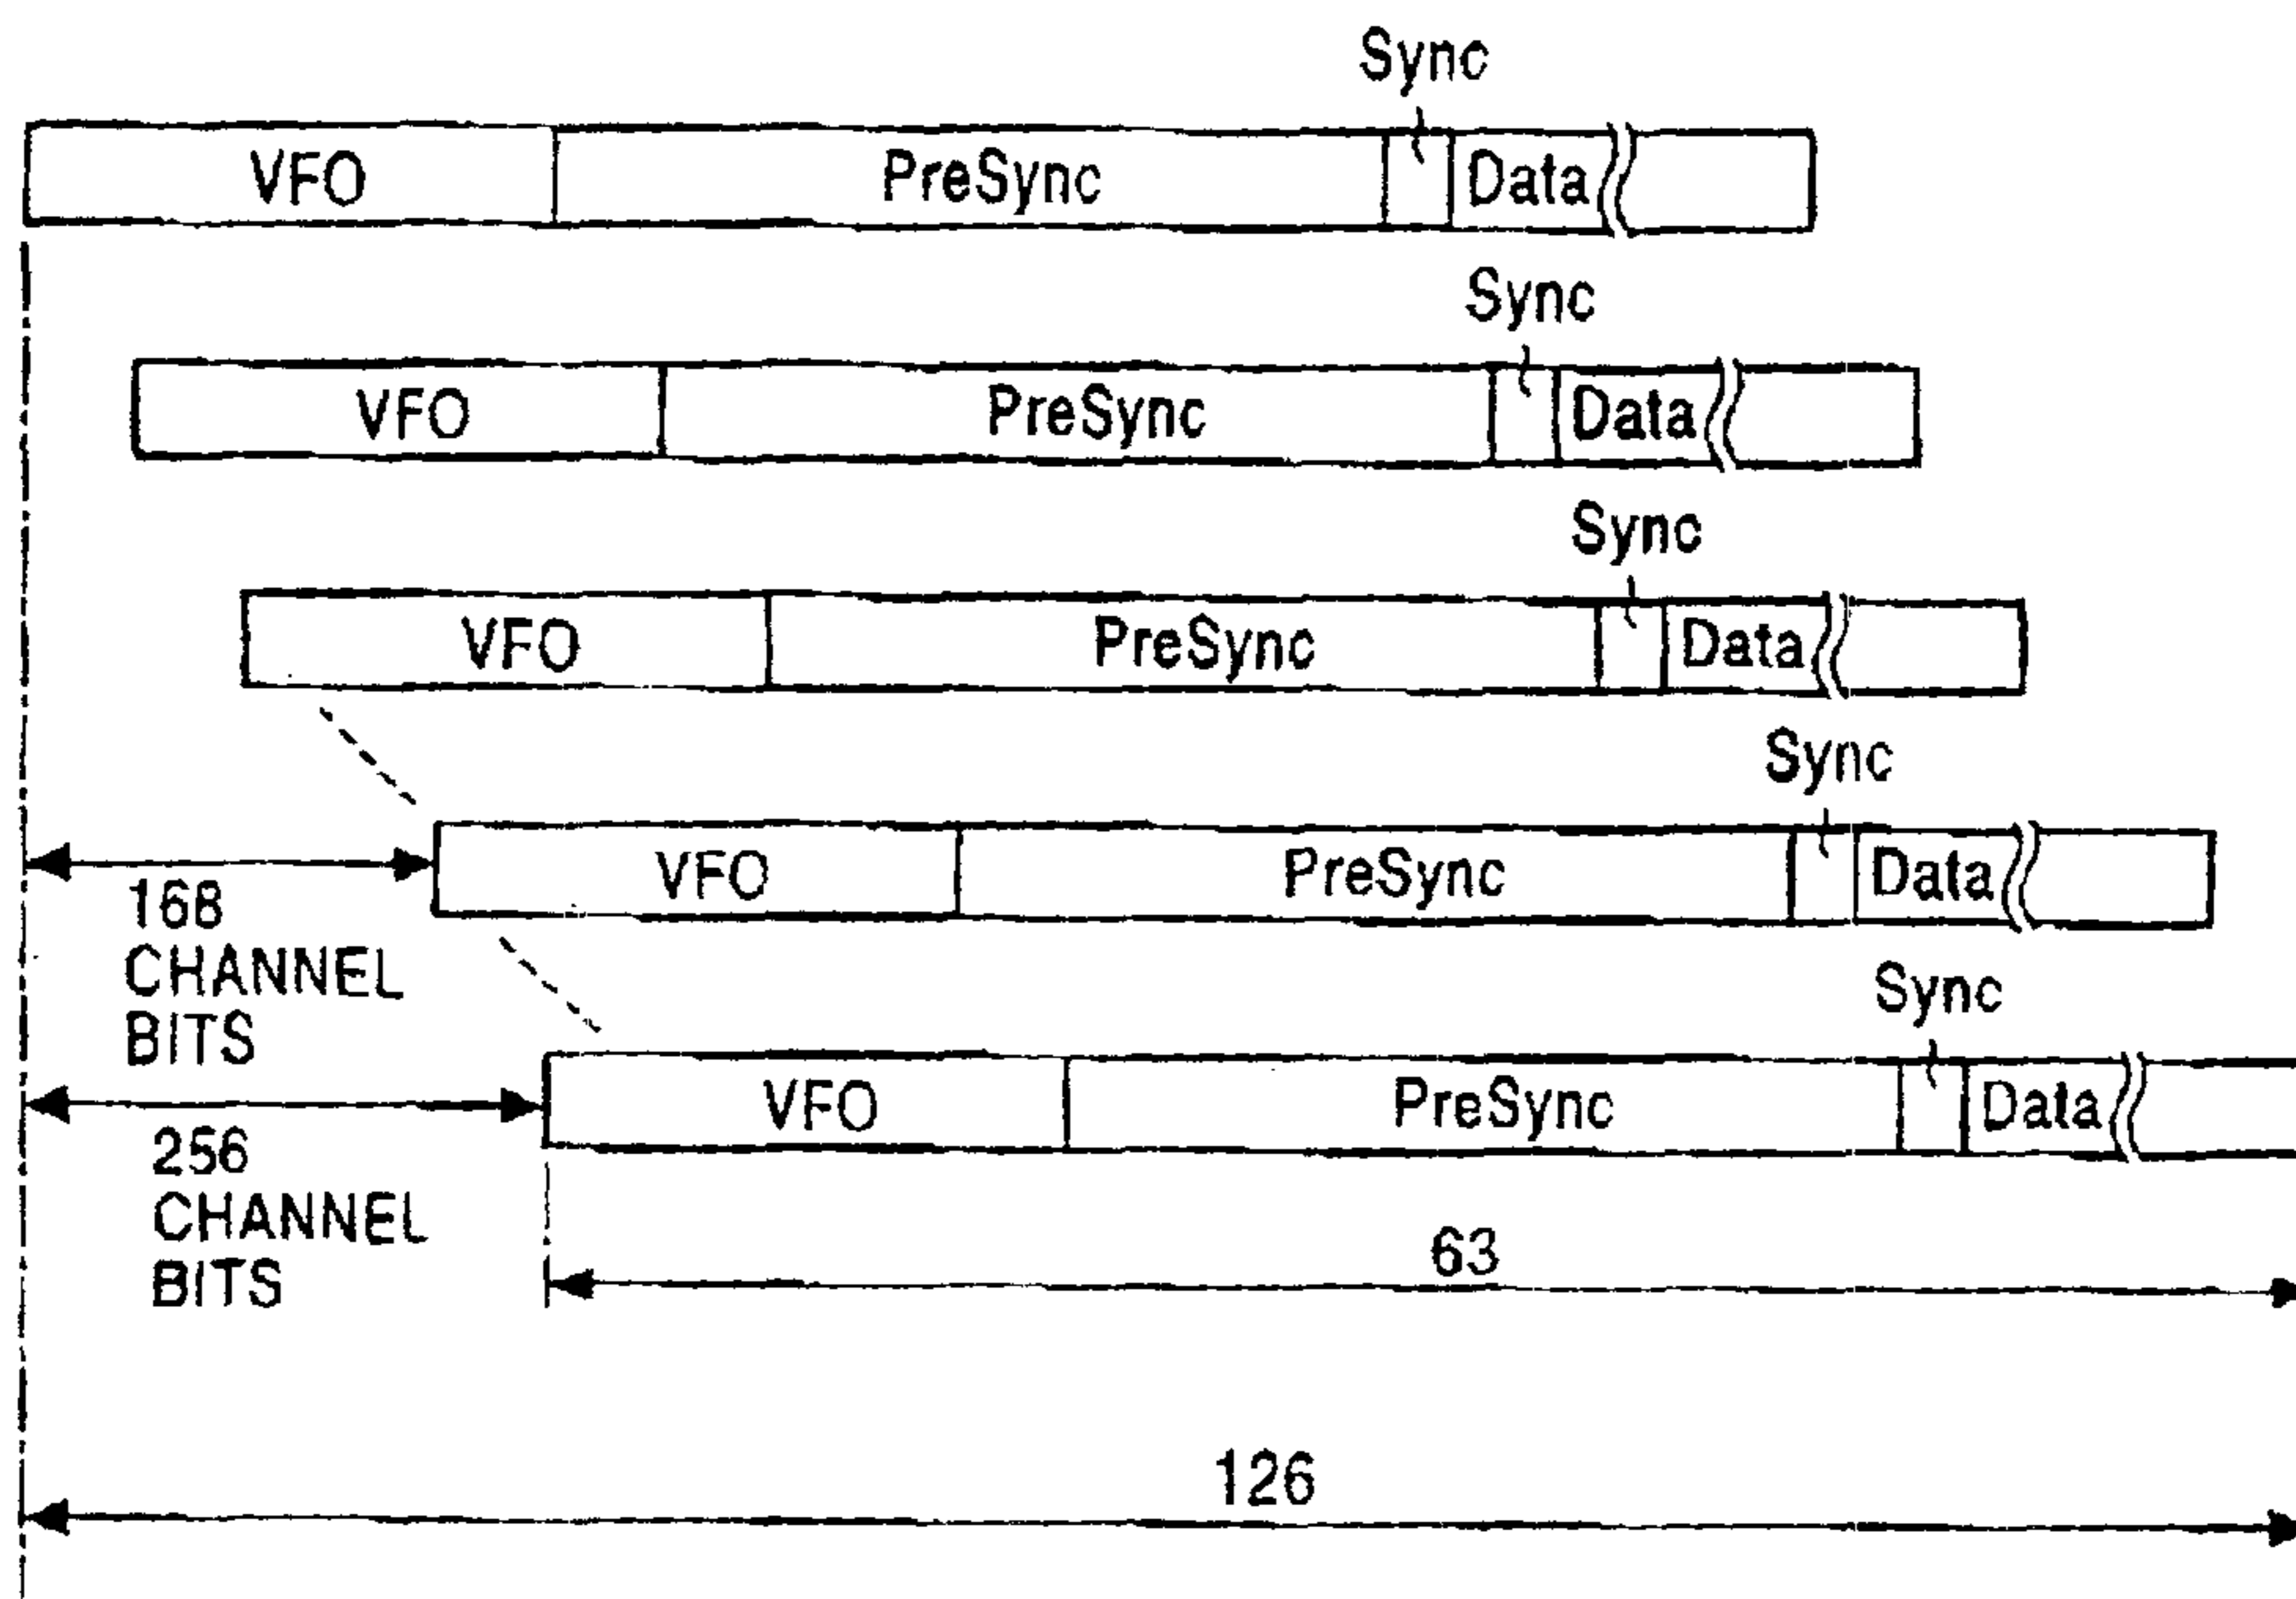 Sync
VFO PreSync Data
Sync
VFO PreSync Data
Sync
VFO PreSync Data
Sync
VFO PreSync Data
168
CHANNEL
BITS
Sync
VFO PreSync Data
256
CHANNEL
BITS
63
126